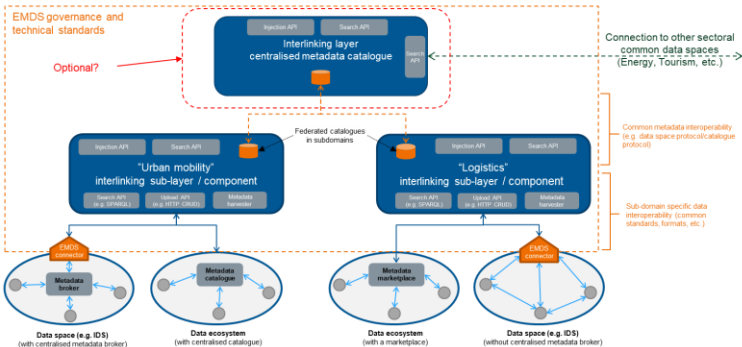 EMDS governance and
technical standards
Optional?
Injection API
Search API
Interlinking layer
centralised metadata catalogue
Search
API
Connection to other sectoral
common data spaces
(Energy, Tourism, etc.)
Federated catalogues
in subdomains
Common metadata interoperability
(e.g. data space protocol/catalogue
protocol)
Injection API
Search API
"Urban mobility"
interlinking sub-layer / component
Search API
(e.g. SPARQL)
Upload API
(e.g. HTTP CRUD)
Metadata
harvester
Injection API
Search API
"Logistics"
interlinking sub-layer / component
Search API
(e.g. SPARQL)
Upload API
(e.g. HTTP CRUD)
Metadata
harvester
Sub-domain specific data
interoperability (common
standards, formats, etc.)
EMDS
connector
Metadata
broker
Data space (e.g. IDS)
(with centralised metadata broker)
Metadata
catalogue
Data ecosystem
(with centralised catalogue)
Metadata
marketplace
Data ecosystem
(with a marketplace)
EMDS
connector
Data space (e.g. IDS)
(without centralised metadata broker)